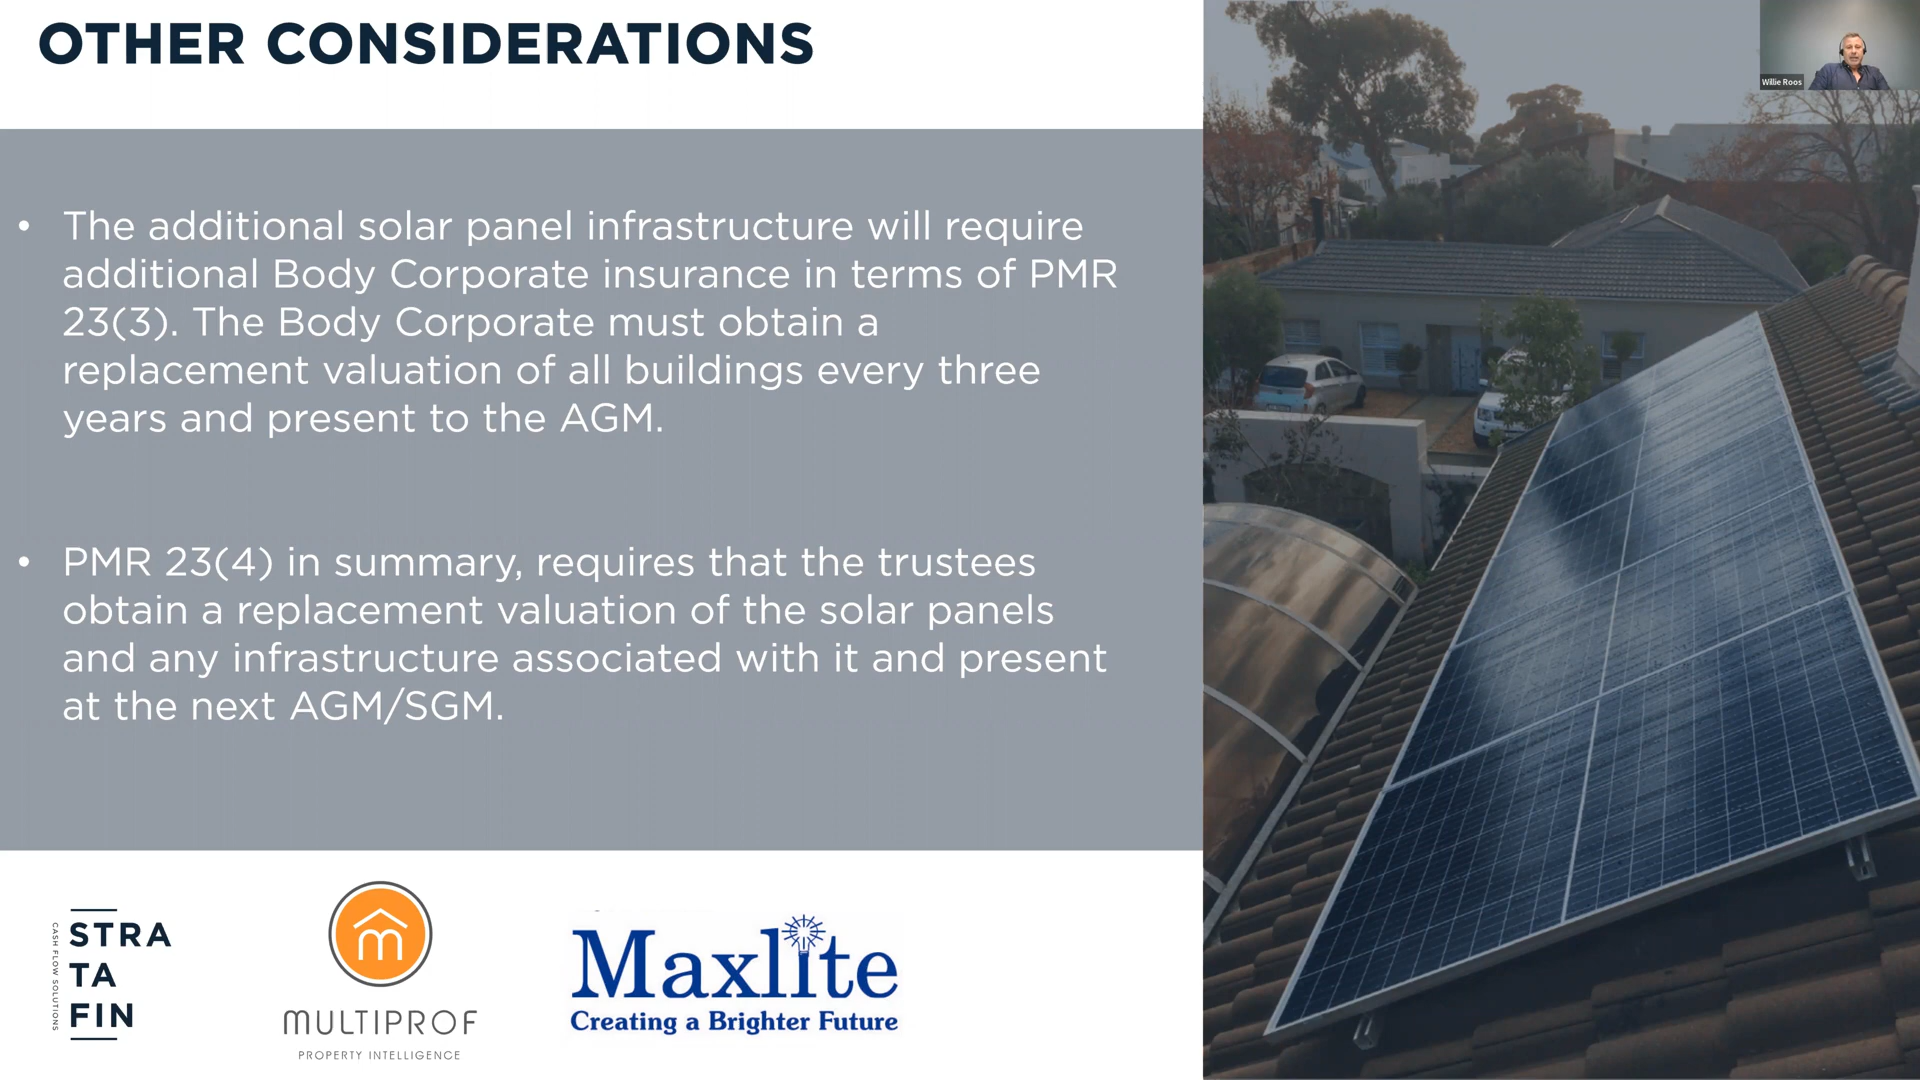 OTHER CONSIDERATIONS
Willie Roos
• The additional solar panel infrastructure will require
additional Body Corporate insurance in terms of PMR
23(3). The Body Corporate must obtain a
replacement valuation of all buildings every three
years and present to the AGM.
• PMR 23(4) in summary, requires that the trustees
obtain a replacement valuation of the solar panels
and any infrastructure associated with it and present
at the next AGM/SGM.
CASH FLOW SOLUTIONS
STRA
TA
FIN
m
MULTIPROF
PROPERTY INTELLIGENCE
Maxlite
Creating a Brighter Future